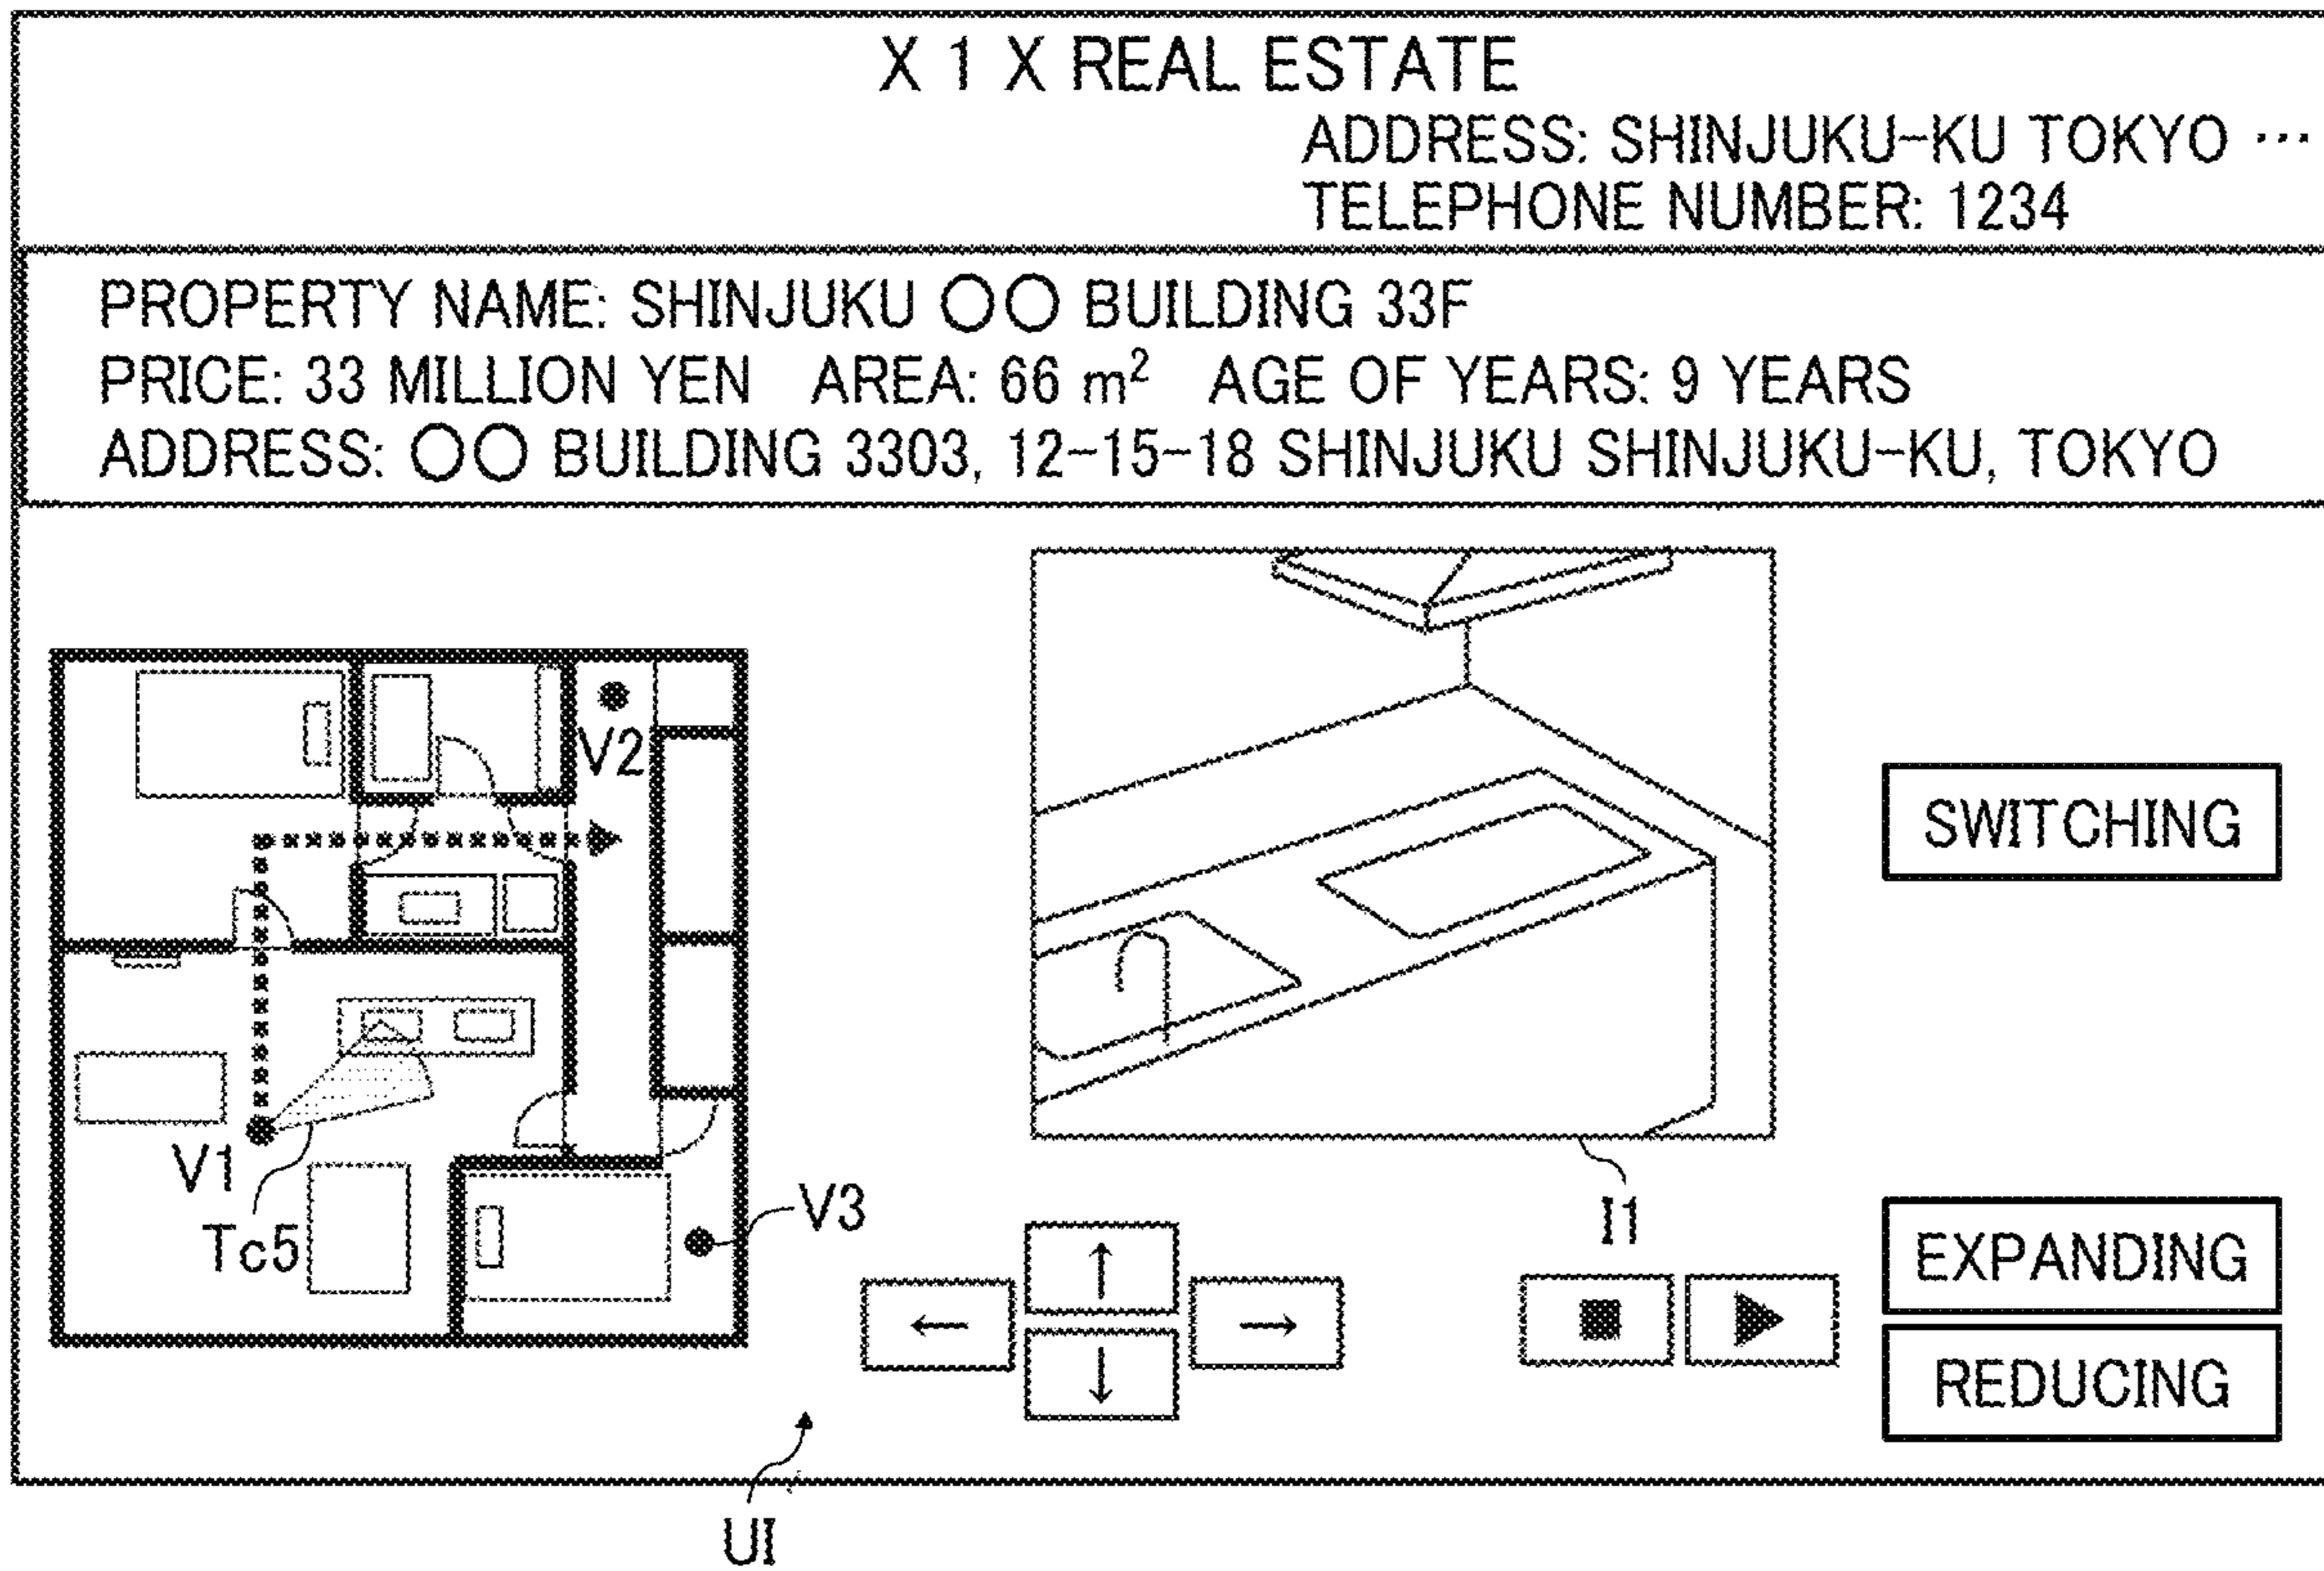 X 1 X REAL ESTATE
ADDRESS: SHINJUKU-KU TOKYO ···
TELEPHONE NUMBER: 1234
PROPERTY NAME: SHINJUKU ○○ BUILDING 33F
PRICE: 33 MILLION YEN AREA: 66 m² AGE OF YEARS: 9 YEARS
ADDRESS: ○○ BUILDING 3303, 12-15-18 SHINJUKU SHINJUKU-KU, TOKYO
V2
SWITCHING
V1
Tc5
V3
I1
← ↑ ↓ → ■ ▶
EXPANDING
REDUCING
UI